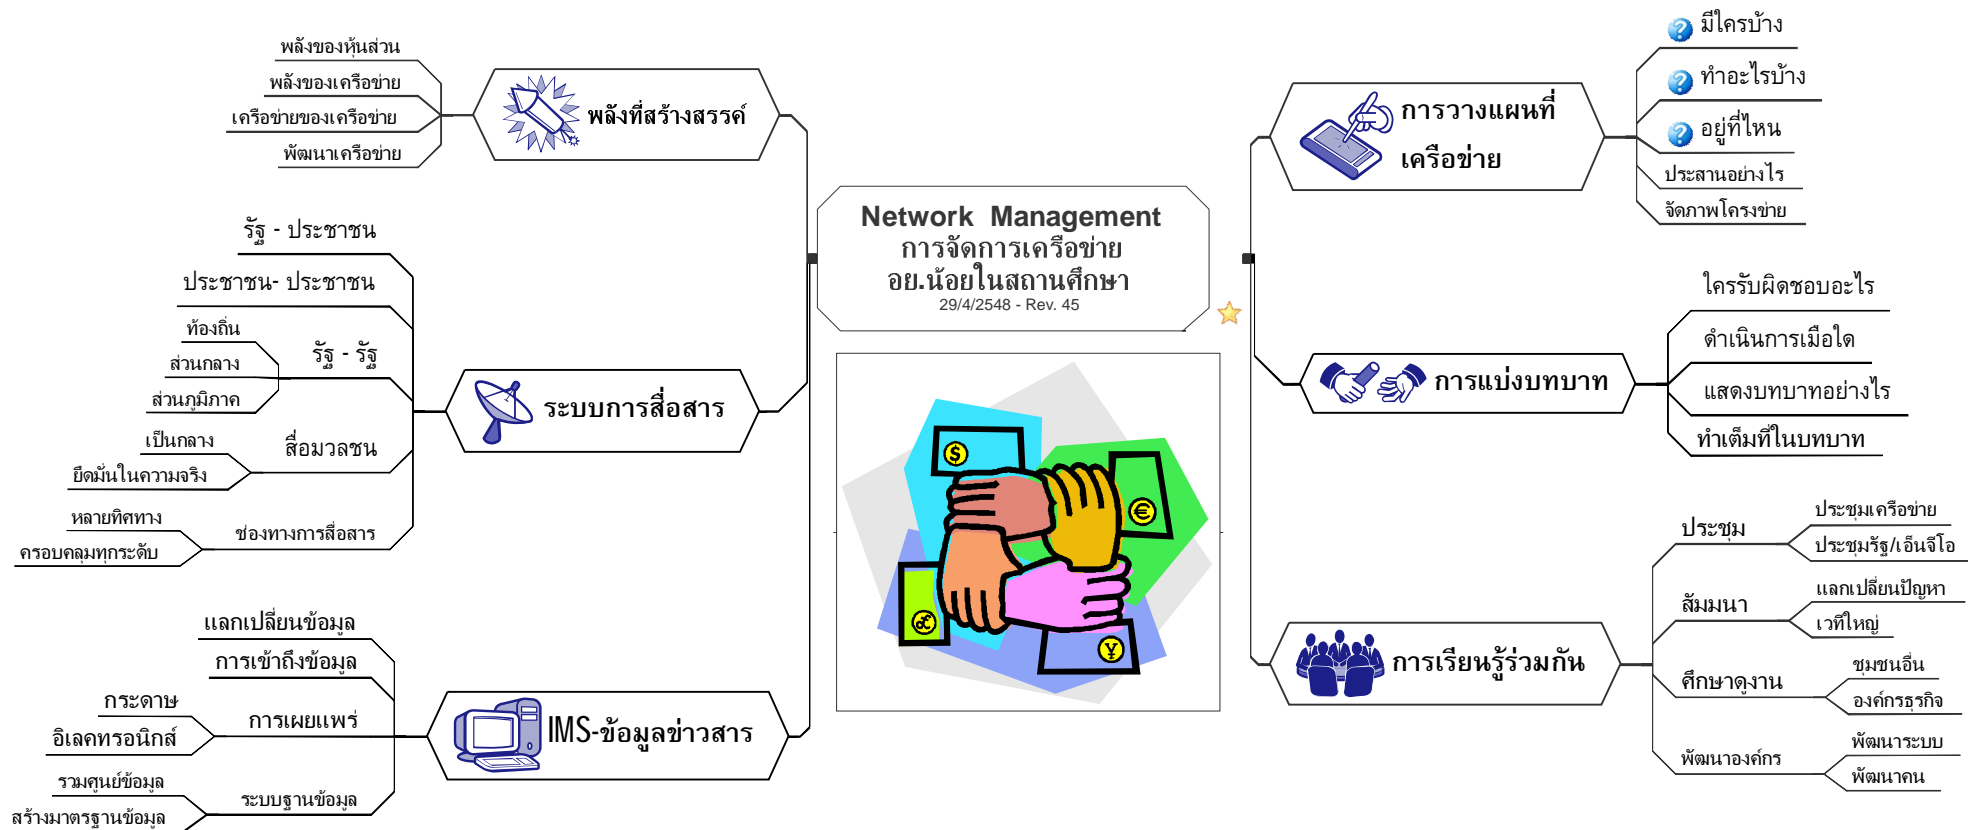 Network Management
การจัดการเครือข่าย
อย.น้อยในสถานศึกษา
29/4/2548 - Rev. 45
พลังที่สร้างสรรค์
พลังของหุ้นส่วน
พลังของเครือข่าย
เครือข่ายของเครือข่าย
พัฒนาเครือข่าย
ระบบการสื่อสาร
รัฐ - ประชาชน
ประชาชน- ประชาชน
รัฐ - รัฐ
ท้องถิ่น
ส่วนกลาง
ส่วนภูมิภาค
สื่อมวลชน
เป็นกลาง
ยึดมั่นในความจริง
ช่องทางการสื่อสาร
หลายทิศทาง
ครอบคลุมทุกระดับ
IMS-ข้อมูลข่าวสาร
แลกเปลี่ยนข้อมูล
การเข้าถึงข้อมูล
การเผยแพร่
กระดาษ
อิเลคทรอนิกส์
ระบบฐานข้อมูล
รวมศูนย์ข้อมูล
สร้างมาตรฐานข้อมูล
การวางแผนที่
เครือข่าย
? มีใครบ้าง
? ทำอะไรบ้าง
? อยู่ที่ไหน
ประสานอย่างไร
จัดภาพโครงข่าย
การแบ่งบทบาท
ใครรับผิดชอบอะไร
ดำเนินการเมื่อใด
แสดงบทบาทอย่างไร
ทำเต็มที่ในบทบาท
การเรียนรู้ร่วมกัน
ประชุม
ประชุมเครือข่าย
ประชุมรัฐ/เอ็นจีโอ
สัมมนา
แลกเปลี่ยนปัญหา
เวทีใหญ่
ศึกษาดูงาน
ชุมชนอื่น
องค์กรธุรกิจ
พัฒนาองค์กร
พัฒนาระบบ
พัฒนาคน
$
€
£
¥